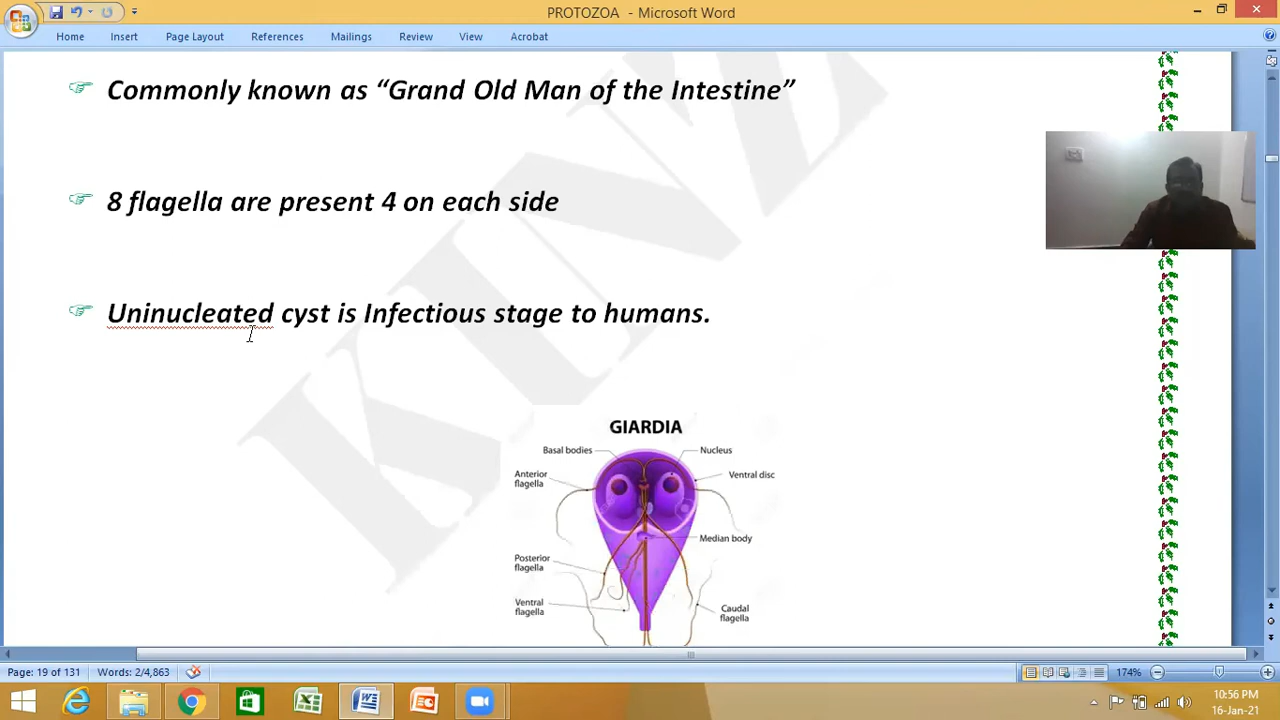 PROTOZOA - Microsoft Word
Home Insert Page Layout References Mailings Review View Acrobat
Commonly known as “Grand Old Man of the Intestine”
8 flagella are present 4 on each side
Uninucleated cyst is Infectious stage to humans.
KINZ
GIARDIA
Basal bodies
Nucleus
Anterior
flagella
Ventral disc
Median body
Posterior
flagella
Ventral
flagella
Caudal
flagella
Page: 19 of 131 Words: 2/4,863 174%
10:56 PM
16-Jan-21